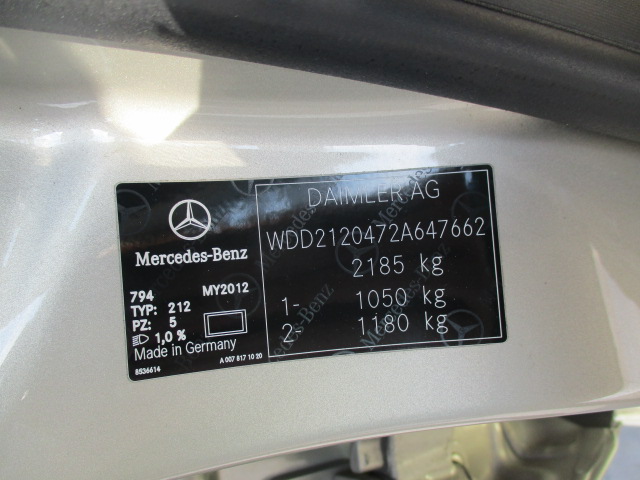 Mercedes-Benz
794 MY2012
TYP: 212
PZ: 5
1,0 %
Made in Germany
8S36614 A 007 817 10 20
DAIMLER AG
WDD2120472A647662
2185 kg
1- 1050 kg
2- 1180 kg